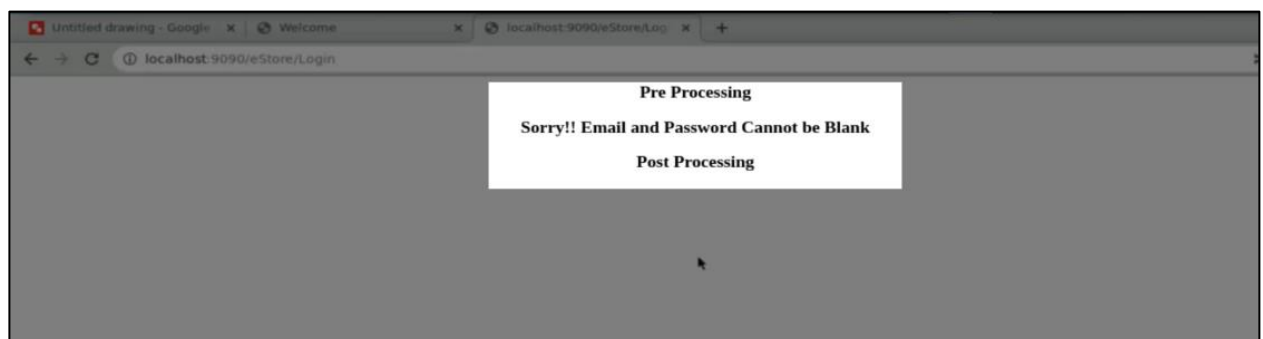 Untitled drawing - Google
Welcome
localhost:9090/eStore/Log
localhost:9090/eStore/Login
Pre Processing
Sorry!! Email and Password Cannot be Blank
Post Processing